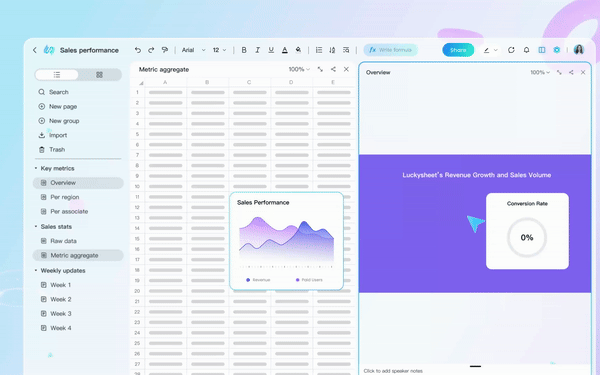 Sales performance
Arial
12
B I U A
fx Write formula
Share
Search
New page
New group
Import
Trash
Key metrics
Overview
Per region
Per associate
Sales stats
Raw data
Metric aggregate
Weekly updates
Week 1
Week 2
Week 3
Week 4
Metric aggregate
100%
A B C D E
1
2
3
4
5
6
7
8
9
10
11
12
13
14
15
16
17
18
19
20
21
22
23
24
25
26
27
28
Sales Performance
Revenue
Paid Users
Overview
100%
Luckysheet's Revenue Growth and Sales Volume
Conversion Rate
0%
Click to add speaker notes